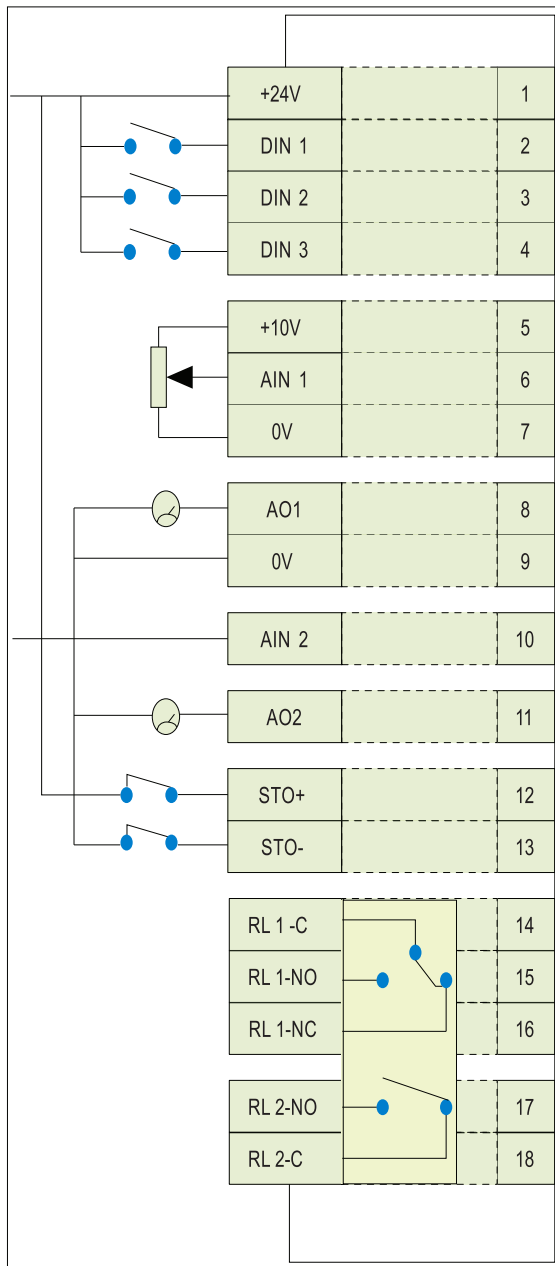 +24V 1
DIN 1 2
DIN 2 3
DIN 3 4
+10V 5
AIN 1 6
0V 7
AO1 8
0V 9
AIN 2 10
AO2 11
STO+ 12
STO- 13
RL 1 -C 14
RL 1-NO 15
RL 1-NC 16
RL 2-NO 17
RL 2-C 18